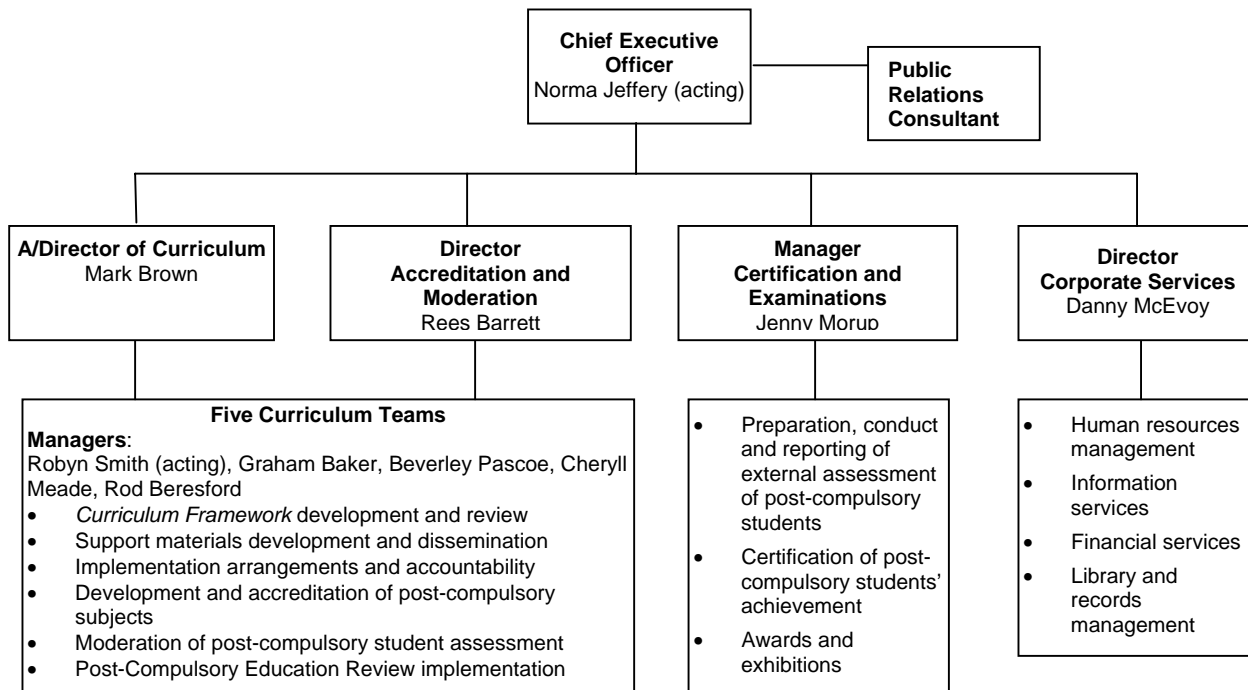 Chief Executive
Officer
Norma Jeffery (acting)
Public
Relations
Consultant
A/Director of Curriculum
Mark Brown
Director
Accreditation and
Moderation
Rees Barrett
Manager
Certification and
Examinations
Jenny Morup
Director
Corporate Services
Danny McEvoy
Five Curriculum Teams
Managers:
Robyn Smith (acting), Graham Baker, Beverley Pascoe, Cheryll
Meade, Rod Beresford
• Curriculum Framework development and review
• Support materials development and dissemination
• Implementation arrangements and accountability
• Development and accreditation of post-compulsory
subjects
• Moderation of post-compulsory student assessment
• Post-Compulsory Education Review implementation
• Preparation, conduct
and reporting of
external assessment
of post-compulsory
students
• Certification of post-
compulsory students’
achievement
• Awards and
exhibitions
• Human resources
management
• Information
services
• Financial services
• Library and
records
management